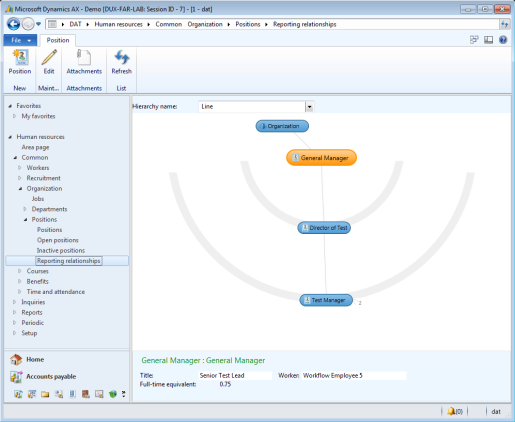 Microsoft Dynamics AX - Demo [DUX-FAR-LAB: Session ID - 7] - [1 - dat]
DAT Human resources Common Organization Positions Reporting relationships
File Position
Position Edit Attachments Refresh
New Maint... Attachments List
Favorites
My favorites
Human resources
Area page
Common
Workers
Recruitment
Organization
Jobs
Departments
Positions
Positions
Open positions
Inactive positions
Reporting relationships
Courses
Benefits
Time and attendance
Inquiries
Reports
Periodic
Setup
Home
Accounts payable
Hierarchy name: Line
Organization
General Manager
Director of Test
Test Manager 2
General Manager : General Manager
Title: Senior Test Lead Worker: Workflow Employee 5
Full-time equivalent: 0.75
(0) dat